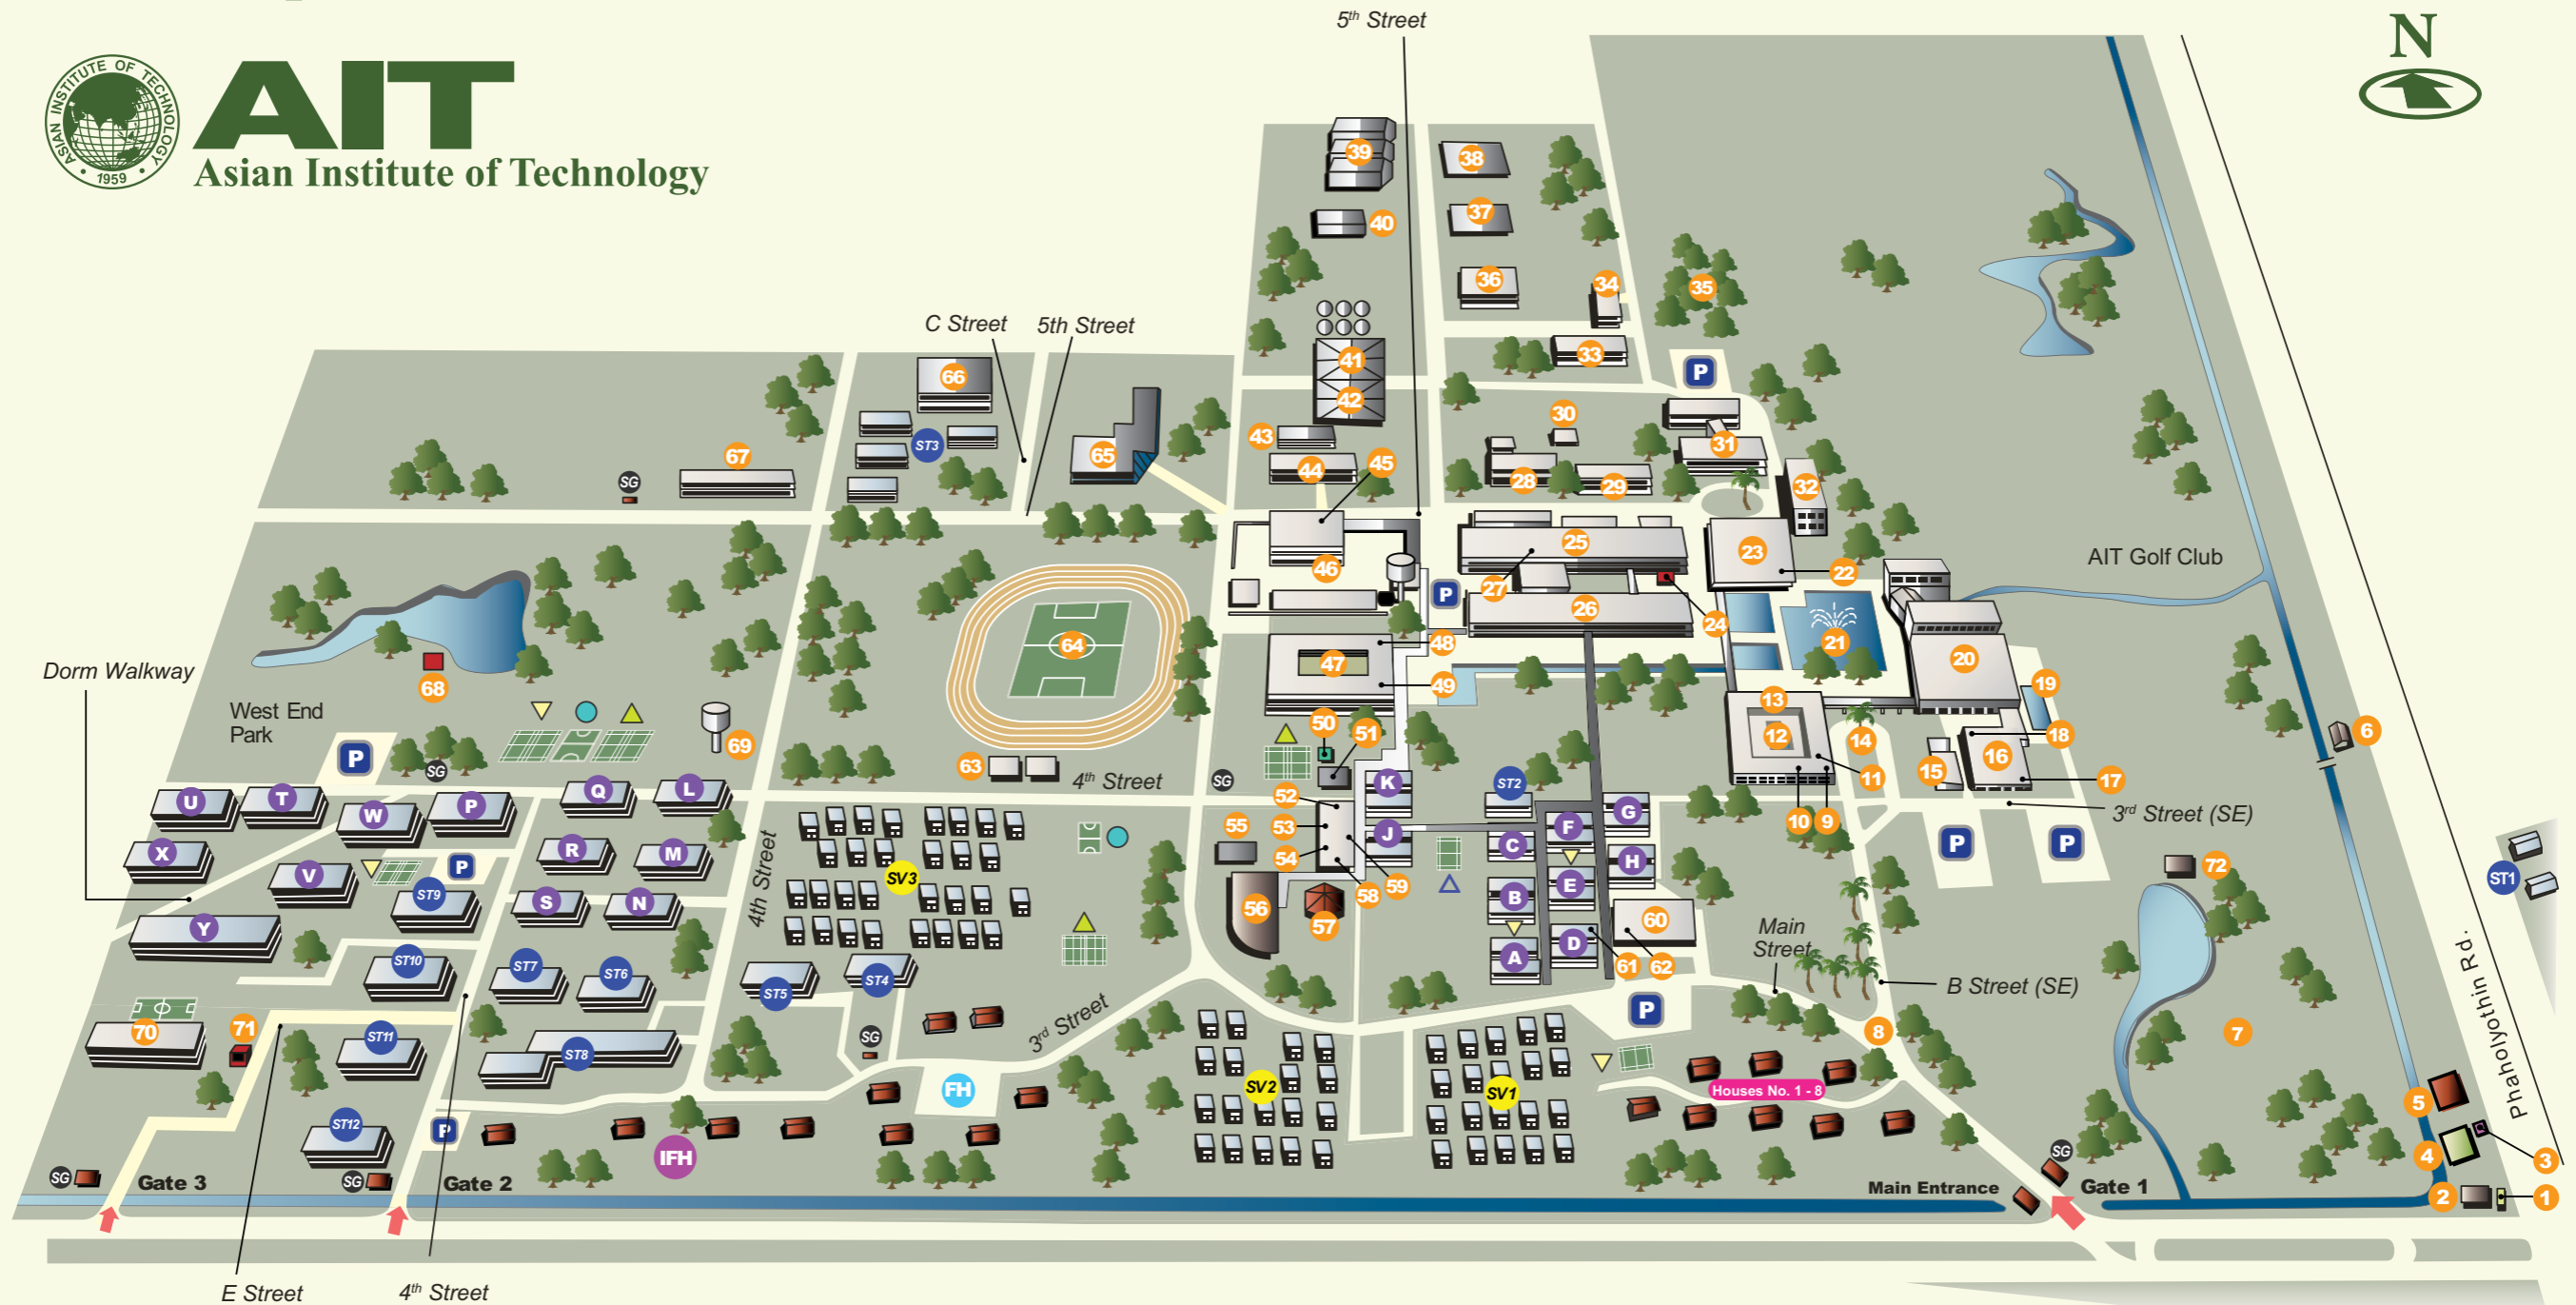 5th Street
N
ASIAN INSTITUTE OF TECHNOLOGY
• 1959 •
AIT
Asian Institute of Technology
39
38
40
37
36
34
35
C Street
5th Street
41
42
33
P
66
ST3
65
43
44
45
30
31
28
29
32
67
SG
46
25
27
26
24
23
22
P
AIT Golf Club
21
20
19
64
47
48
49
Dorm Walkway
68
West End
Park
69
P
SG
63
4th Street
SG
50
51
13
12
14
11
10
9
15
16
18
17
6
3rd Street (SE)
U
T
W
P
Q
L
X
V
R
M
P
ST9
S
N
Y
4th Street
SV3
52
53
54
55
56
57
58
59
K
J
ST2
G
F
C
H
E
B
D
A
60
61
62
P
P
72
ST1
Main
Street
B Street (SE)
Phaholyothin Rd.
ST10
ST7
ST6
ST5
ST4
70
71
ST11
ST8
SG
3rd Street
FH
SV2
SV1
P
8
7
Houses No. 1 - 8
5
4
3
2
1
ST12
P
IFH
SG
Gate 3
SG
Gate 2
Main Entrance
SG
Gate 1
E Street
4th Street